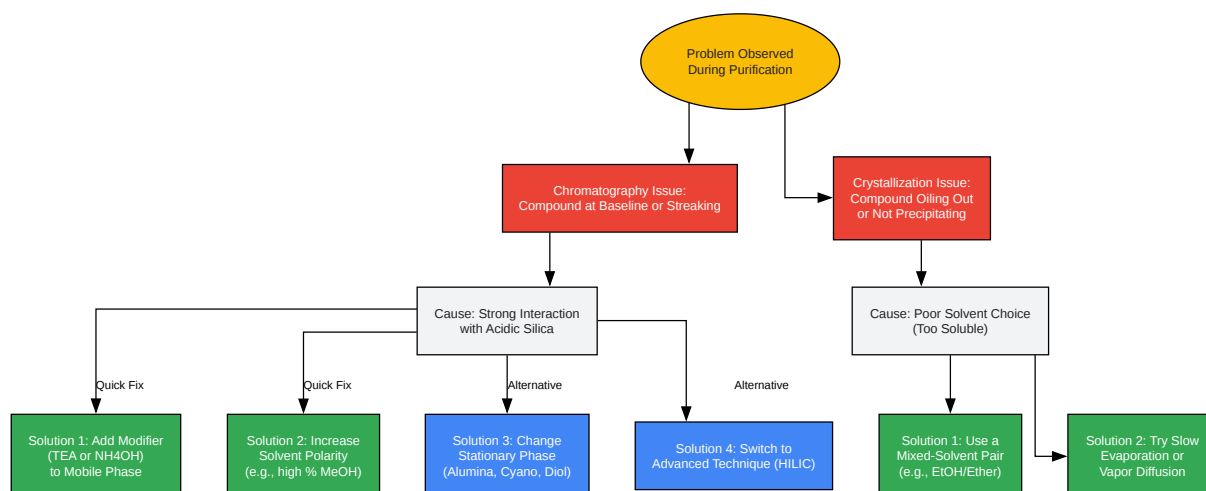 Problem Observed
During Purification
Chromatography Issue:
Compound at Baseline or Streaking
Crystallization Issue:
Compound Oiling Out
or Not Precipitating
Cause: Strong Interaction
with Acidic Silica
Cause: Poor Solvent Choice
(Too Soluble)
Quick Fix
Quick Fix
Alternative
Alternative
Solution 1: Add Modifier
(TEA or NH4OH)
to Mobile Phase
Solution 2: Increase
Solvent Polarity
(e.g., high % MeOH)
Solution 3: Change
Stationary Phase
(Alumina, Cyano, Diol)
Solution 4: Switch to
Advanced Technique (HILIC)
Solution 1: Use a
Mixed-Solvent Pair
(e.g., EtOH/Ether)
Solution 2: Try Slow
Evaporation or
Vapor Diffusion